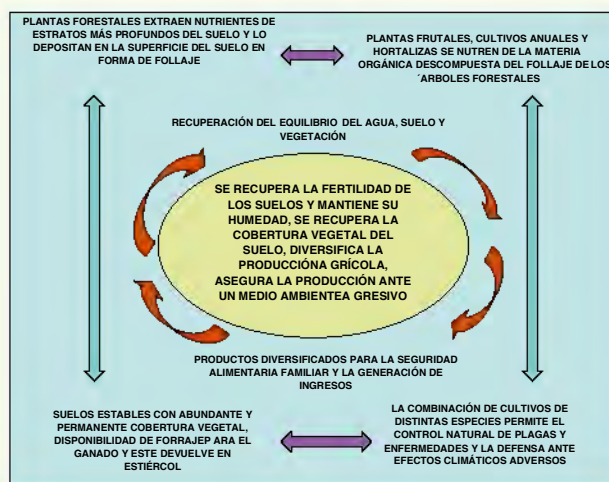 PLANTAS FORESTALES EXTRAEN NUTRIENTES DE
ESTRATOS MÁS PROFUNDOS DEL SUELO Y LO
DEPOSITAN EN LA SUPERFICIE DEL SUELO EN
FORMA DE FOLLAJE
PLANTAS FRUTALES, CULTIVOS ANUALES Y
HORTALIZAS SE NUTREN DE LA MATERIA
ORGÁNICA DESCOMPUESTA DEL FOLLAJE DE LOS
´ARBOLES FORESTALES
RECUPERACIÓN DEL EQUILIBRIO DEL AGUA, SUELO Y
VEGETACIÓN
SE RECUPERA LA FERTILIDAD DE
LOS SUELOS Y MANTIENE SU
HUMEDAD, SE RECUPERA LA
COBERTURA VEGETAL DEL
SUELO, DIVERSIFICA LA
PRODUCCIÓNA GRÍCOLA,
ASEGURA LA PRODUCCIÓN ANTE
UN MEDIO AMBIENTEA GRESIVO
PRODUCTOS DIVERSIFICADOS PARA LA SEGURIDAD
ALIMENTARIA FAMILIAR Y LA GENERACIÓN DE
INGRESOS
SUELOS ESTABLES CON ABUNDANTE Y
PERMANENTE COBERTURA VEGETAL,
DISPONIBILIDAD DE FORRAJEP ARA EL
GANADO Y ESTE DEVUELVE EN
ESTIÉRCOL
LA COMBINACIÓN DE CULTIVOS DE
DISTINTAS ESPECIES PERMITE EL
CONTROL NATURAL DE PLAGAS Y
ENFERMEDADES Y LA DEFENSA ANTE
EFECTOS CLIMÁTICOS ADVERSOS